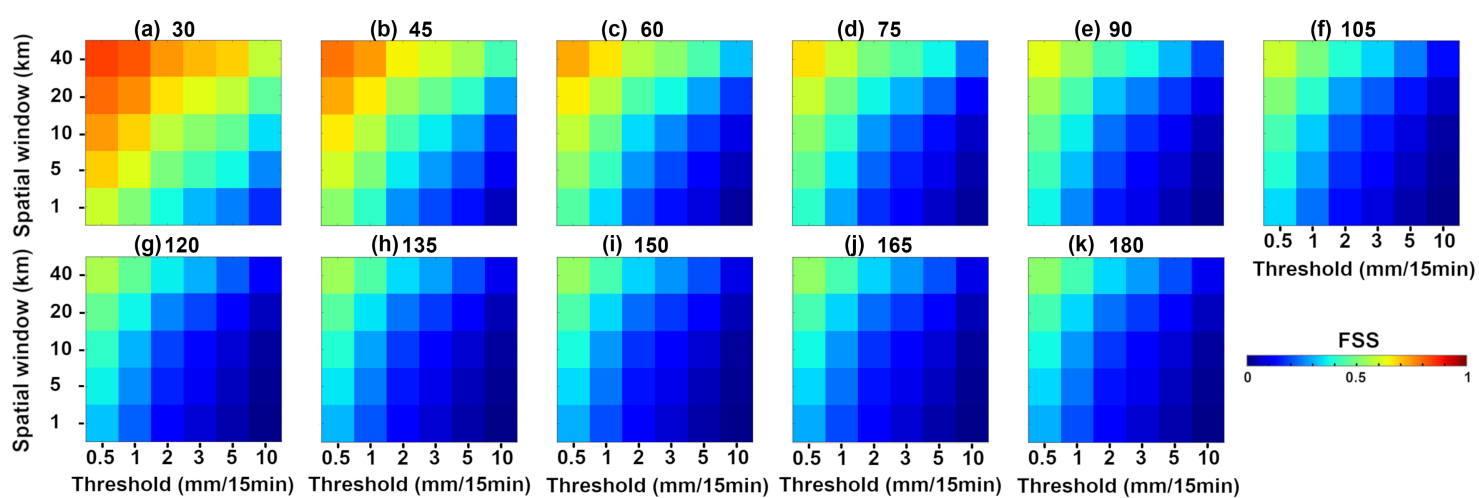 (a) 30
(b) 45
(c) 60
(d) 75
(e) 90
(f) 105
Spatial window (km)
40
20
10
5
1
0.5 1 2 3 5 10
Threshold (mm/15min)
(g) 120
(h) 135
(i) 150
(j) 165
(k) 180
Spatial window (km)
40
20
10
5
1
0.5 1 2 3 5 10
0.5 1 2 3 5 10
0.5 1 2 3 5 10
0.5 1 2 3 5 10
0.5 1 2 3 5 10
Threshold (mm/15min)
Threshold (mm/15min)
Threshold (mm/15min)
Threshold (mm/15min)
Threshold (mm/15min)
FSS
0 0.5 1